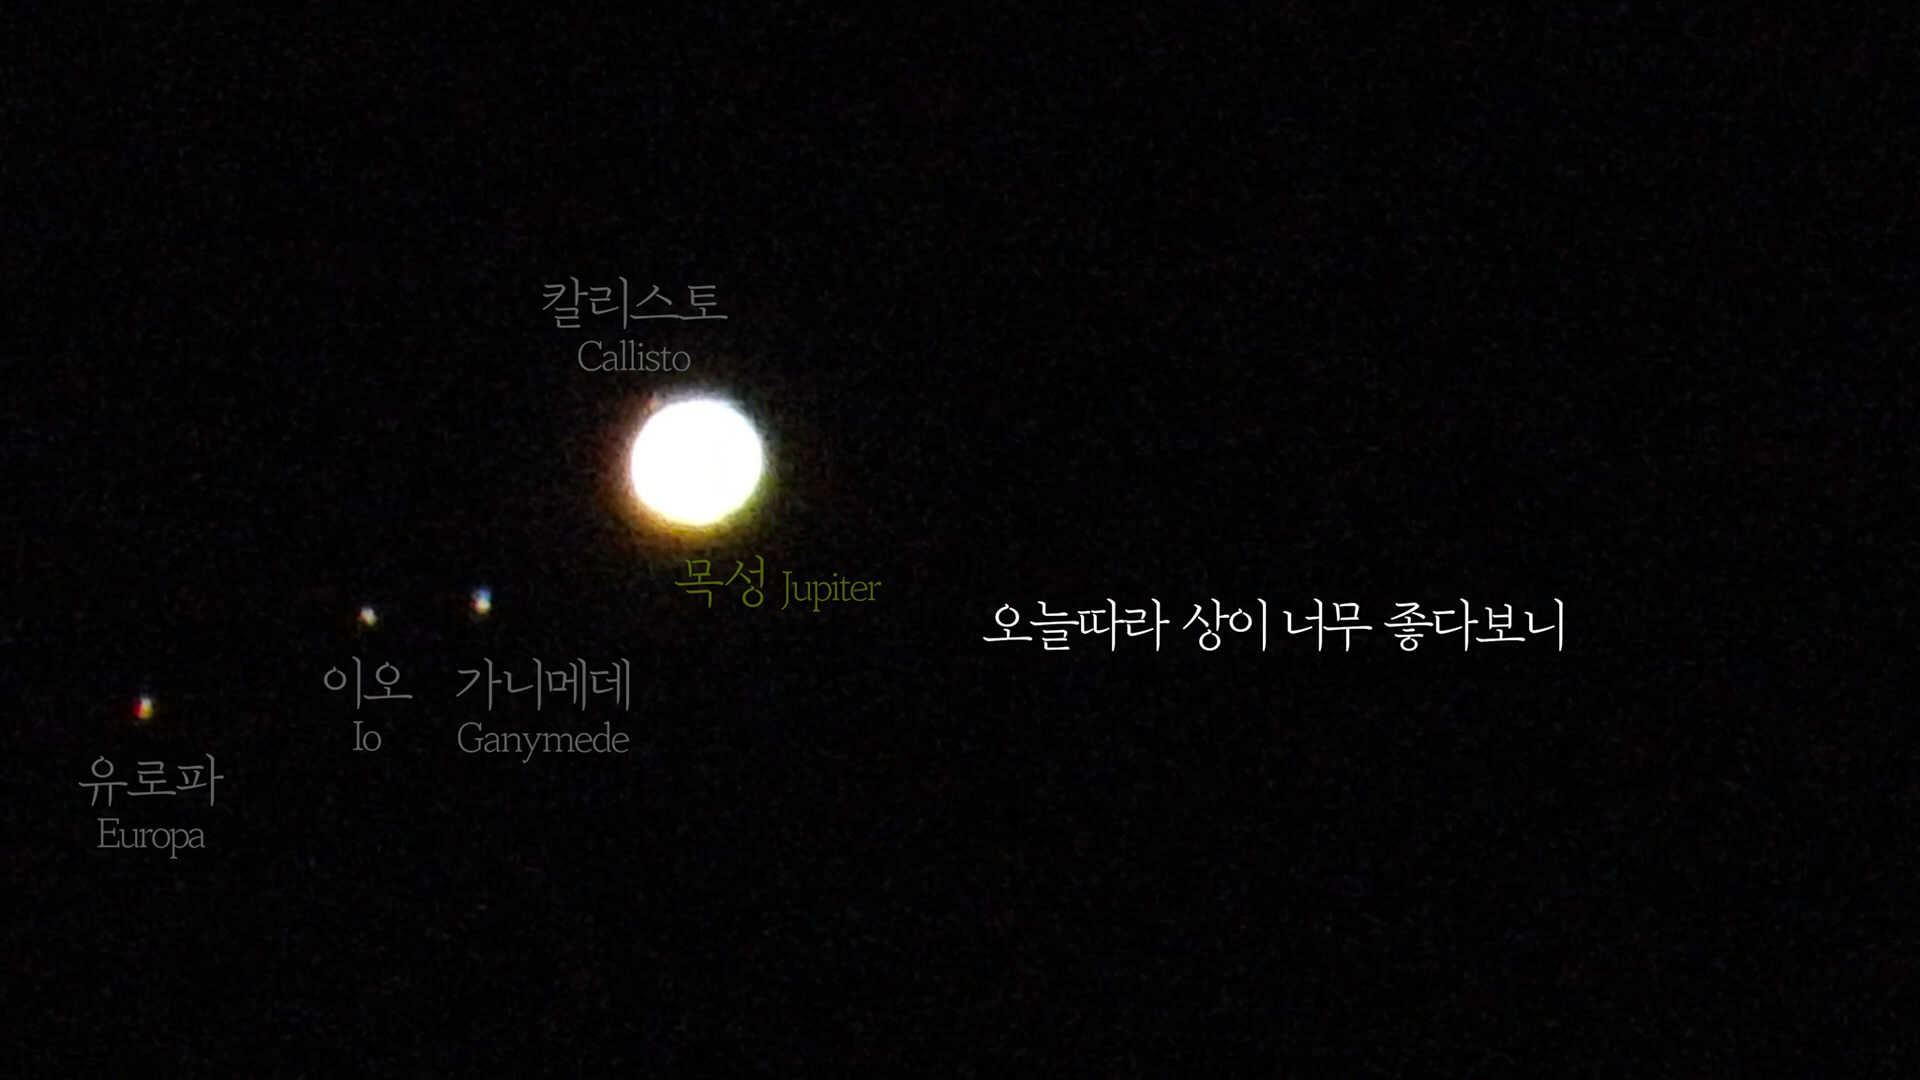 칼리스토
Callisto
목성 Jupiter
오늘따라 상이 너무 좋다보니
이오
Io
가니메데
Ganymede
유로파
Europa